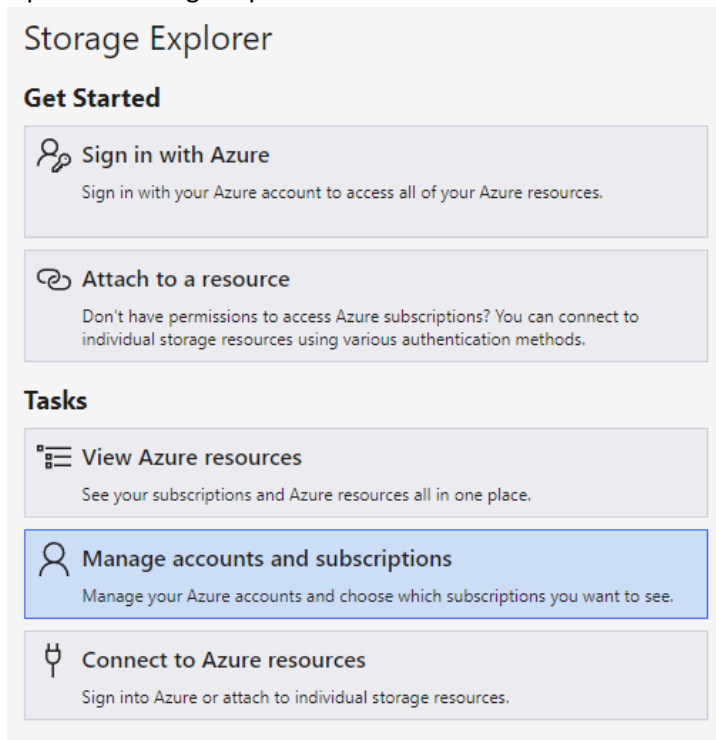 Storage Explorer
Get Started
Sign in with Azure
Sign in with your Azure account to access all of your Azure resources.
Attach to a resource
Don't have permissions to access Azure subscriptions? You can connect to
individual storage resources using various authentication methods.
Tasks
View Azure resources
See your subscriptions and Azure resources all in one place.
Manage accounts and subscriptions
Manage your Azure accounts and choose which subscriptions you want to see.
Connect to Azure resources
Sign into Azure or attach to individual storage resources.